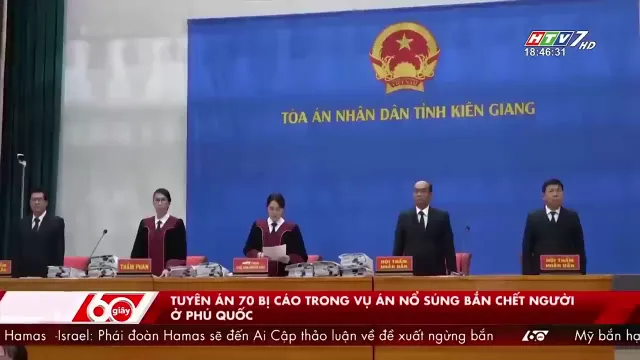 HTV7 HD
18:46:31
TÒA ÁN NHÂN DÂN TỈNH KIÊN GIANG
THẨM PHÁN
HỘI THẨM
NHÂN DÂN
HỘI THẨM
NHÂN DÂN
60 giây
TUYÊN ÁN 70 BỊ CÁO TRONG VỤ ÁN NỔ SÚNG BẮN CHẾT NGƯỜI
Ở PHÚ QUỐC
Hamas -Israel: Phái đoàn Hamas sẽ đến Ai Cập thảo luận về đề xuất ngừng bắn
60
Mỹ bắn hạ